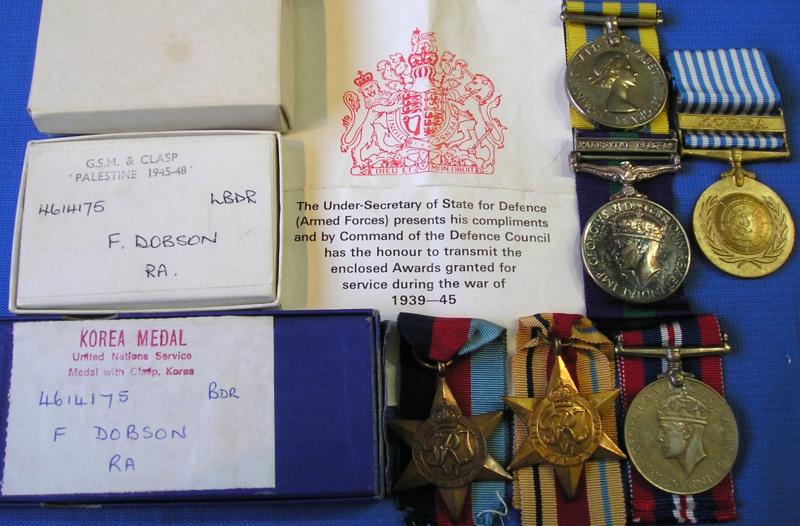 G.S.M. & CLASP
'PALESTINE 1945-48'
4614175 LBDR
F. DOBSON
RA.
KOREA MEDAL
United Nations Service
Medal with Clasp, Korea
4614175 BDR
F DOBSON
RA
DIEU ET MON DROIT
The Under-Secretary of State for Defence
(Armed Forces) presents his compliments
and by Command of the Defence Council
has the honour to transmit the
enclosed Awards granted for
service during the war of
1939—45
KOREA